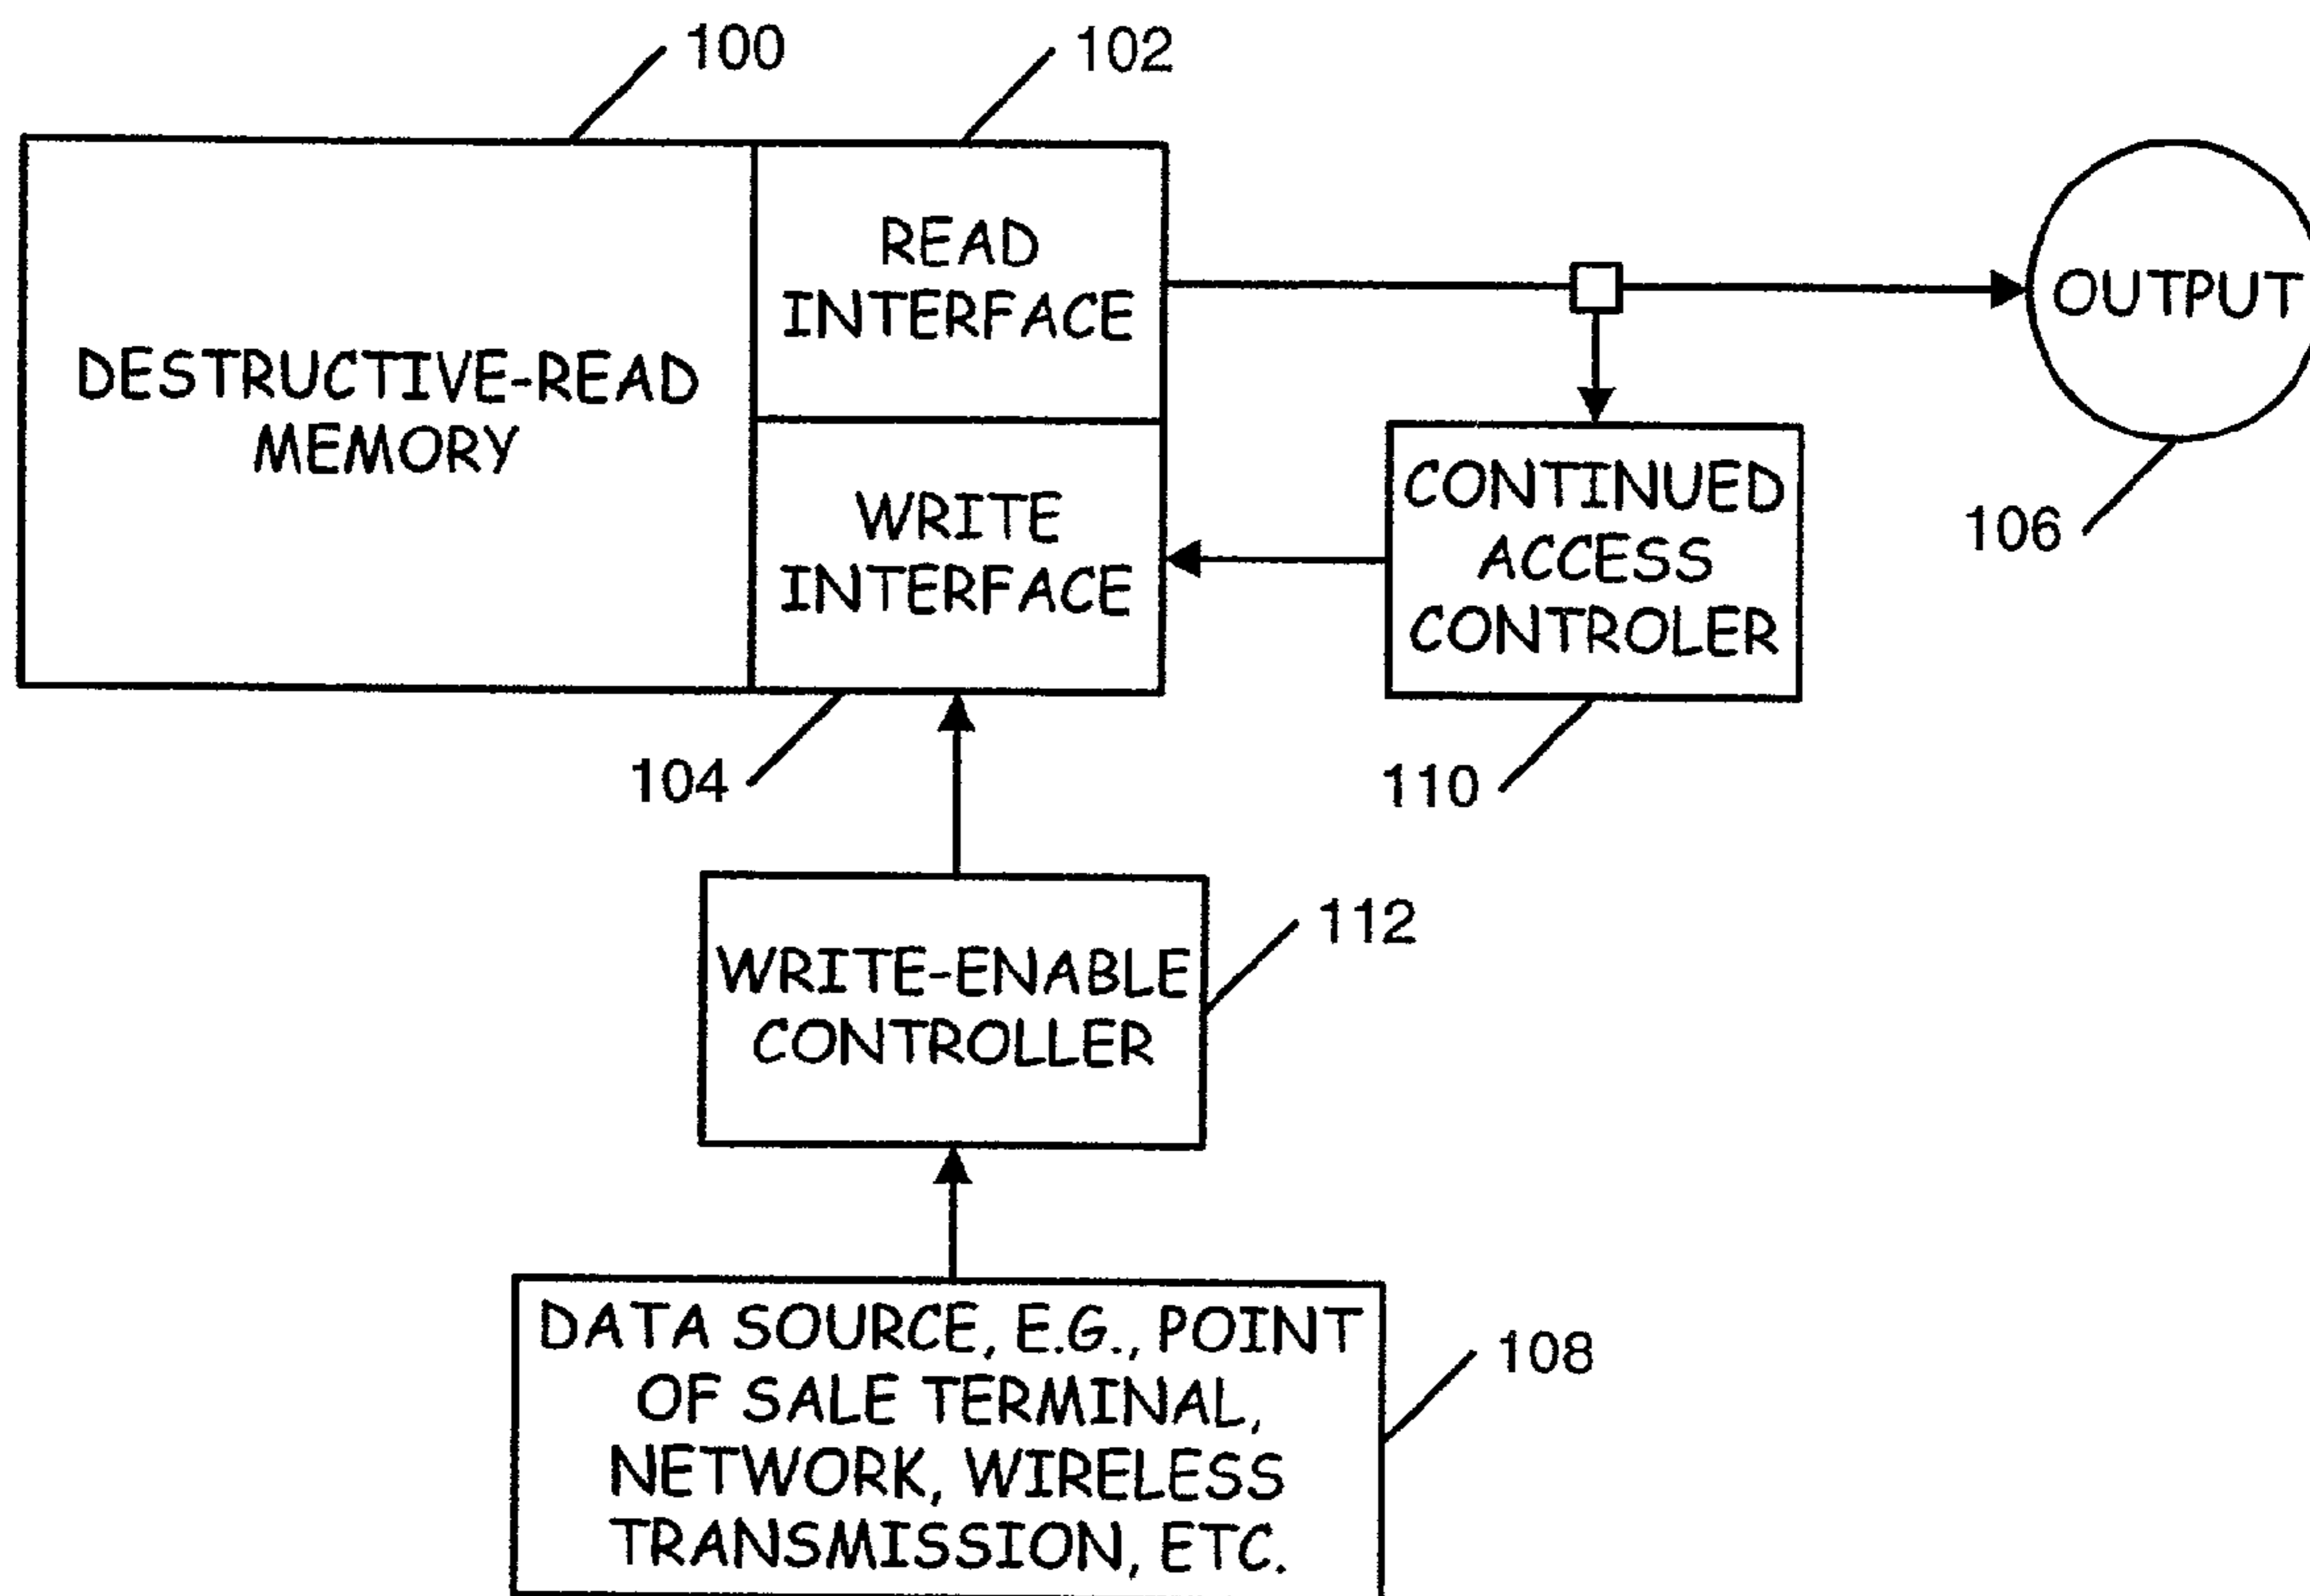 100
102
READ
INTERFACE
OUTPUT
DESTRUCTIVE-READ
MEMORY
CONTINUED
ACCESS
CONTROLER
WRITE
INTERFACE
106
104
110
WRITE-ENABLE
CONTROLLER
112
DATA SOURCE, E.G., POINT
OF SALE TERMINAL,
NETWORK, WIRELESS
TRANSMISSION, ETC.
108